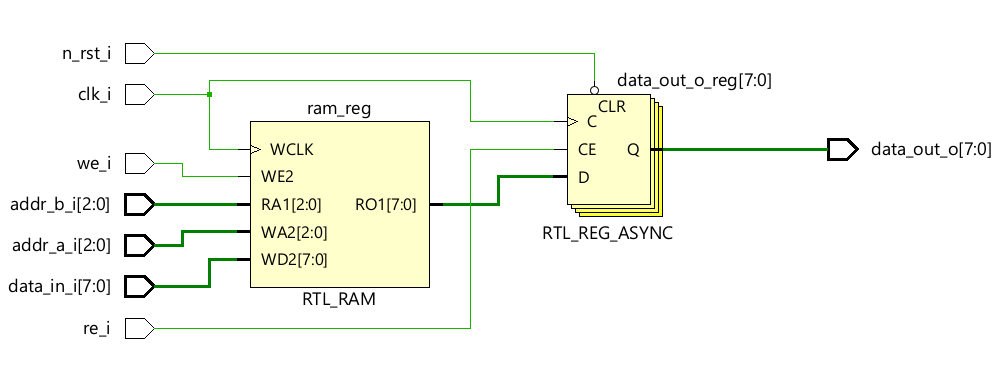 n_rst_i
clk_i
we_i
addr_b_i[2:0]
addr_a_i[2:0]
data_in_i[7:0]
re_i
ram_reg
WCLK
WE2
RA1[2:0]
RO1[7:0]
WA2[2:0]
WD2[7:0]
RTL_RAM
data_out_o_reg[7:0]
CLR
C
CE
Q
D
RTL_REG_ASYNC
data_out_o[7:0]